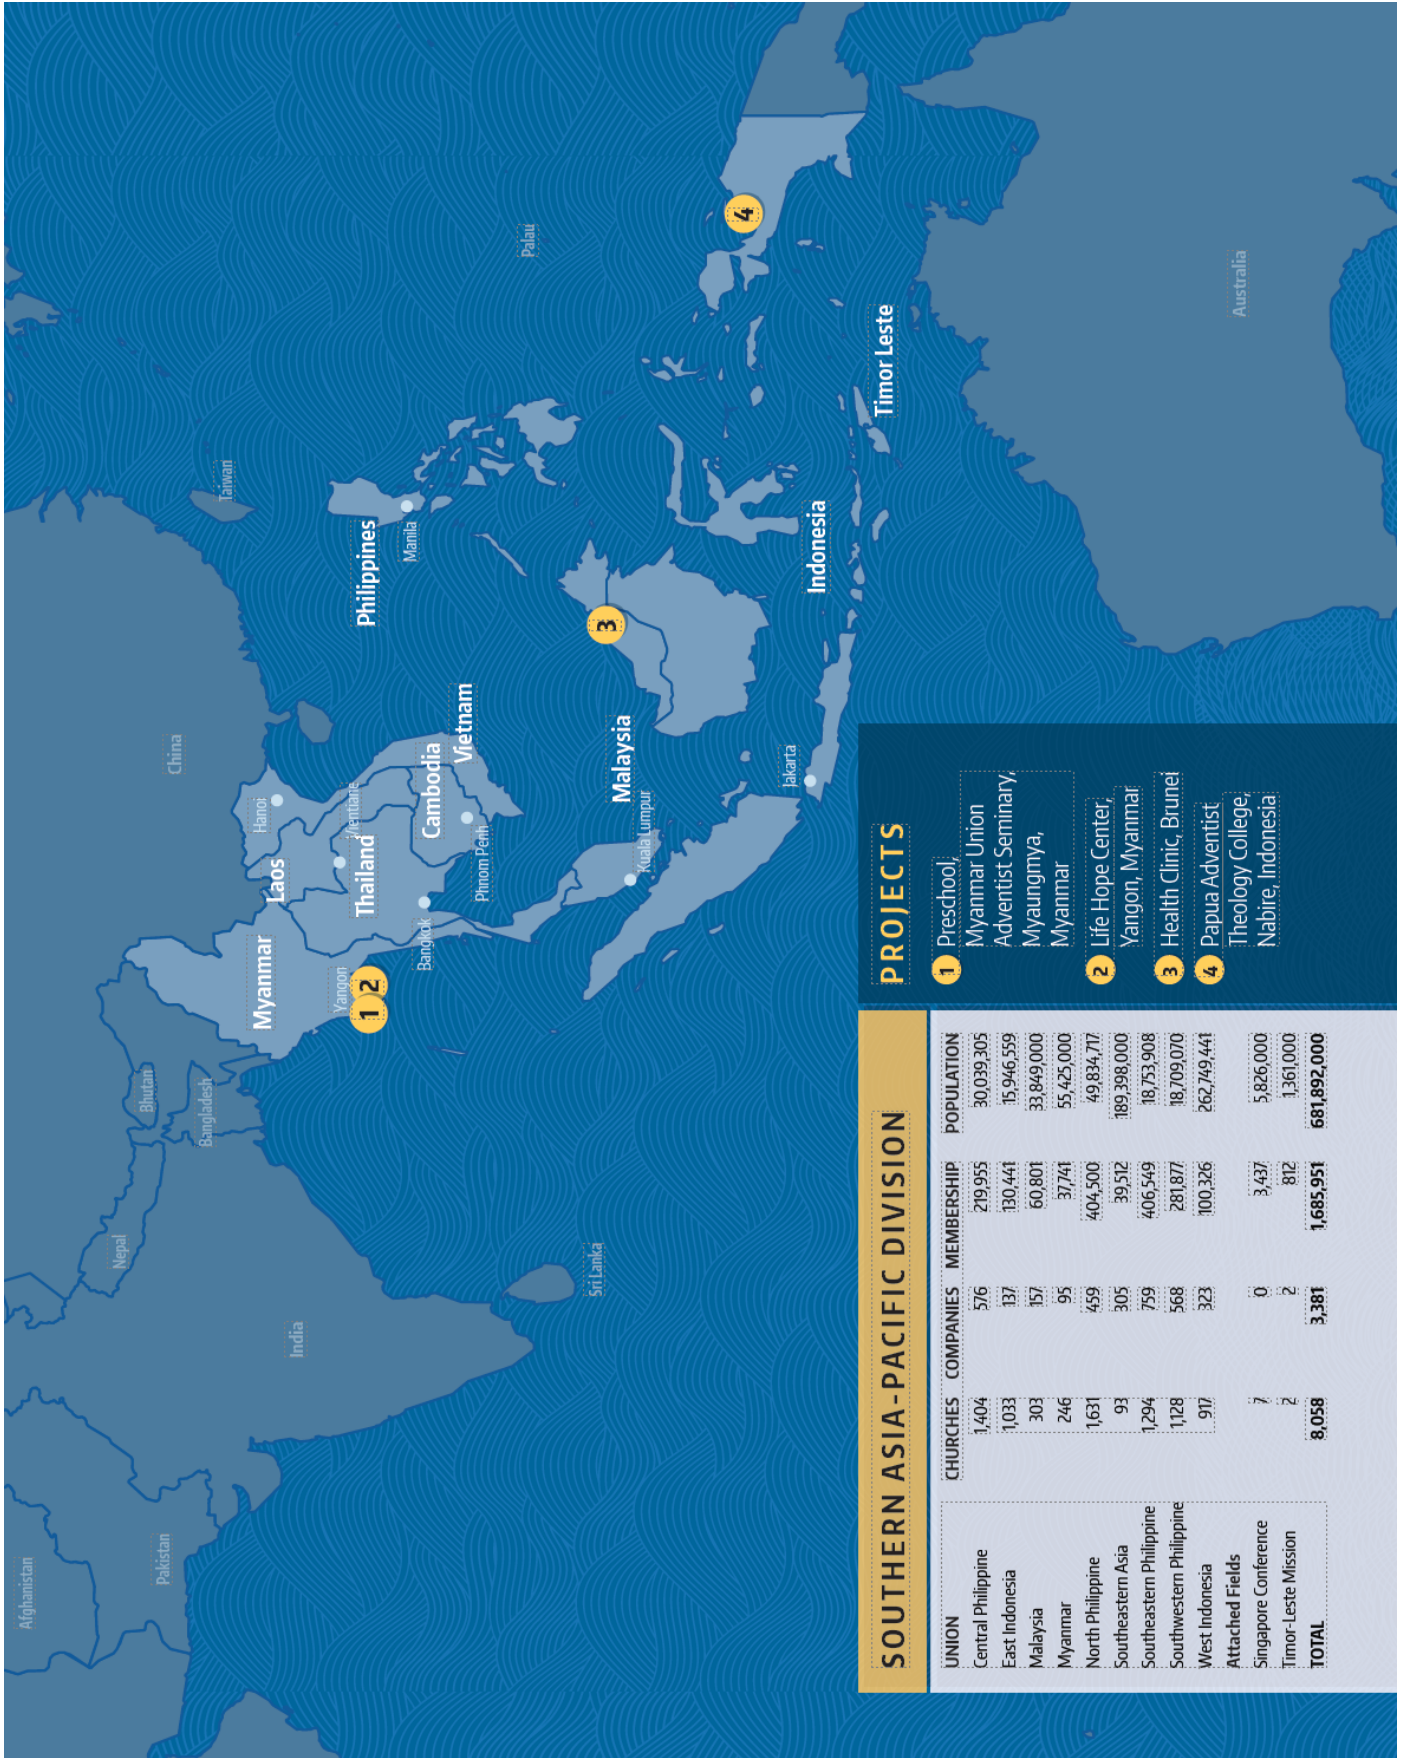 Afghanistan
Pakistan
Nepal
Bhutan
Bangladesh
India
Sri Lanka
China
Taiwan
Palau
Australia
Myanmar
Yangon
Laos
Hanoi
Vientiane
Thailand
Bangkok
Cambodia
Phnom Penh
Vietnam
Philippines
Manila
Malaysia
Kuala Lumpur
Jakarta
Indonesia
Timor Leste
1
2
3
4
SOUTHERN ASIA-PACIFIC DIVISION
UNION CHURCHES COMPANIES MEMBERSHIP POPULATION
Central Philippine 1,404 576 219,955 30,039,305
East Indonesia 1,033 137 130,441 15,946,559
Malaysia 303 157 60,801 33,849,000
Myanmar 246 95 37,741 55,425,000
North Philippine 1,631 459 404,500 49,834,717
Southeastern Asia 93 305 39,512 189,398,000
Southeastern Philippine 1,294 759 406,549 18,753,908
Southwestern Philippine 1,128 568 281,877 18,709,070
West Indonesia 917 323 100,326 262,749,441
Attached Fields
Singapore Conference 7 0 3,437 5,826,000
Timor-Leste Mission 2 2 812 1,361,000
TOTAL 8,058 3,381 1,685,951 681,892,000
PROJECTS
1 Preschool,
Myanmar Union
Adventist Seminary,
Myaungmya,
Myanmar
2 Life Hope Center,
Yangon, Myanmar
3 Health Clinic, Brunei
4 Papua Adventist
Theology College,
Nabire, Indonesia